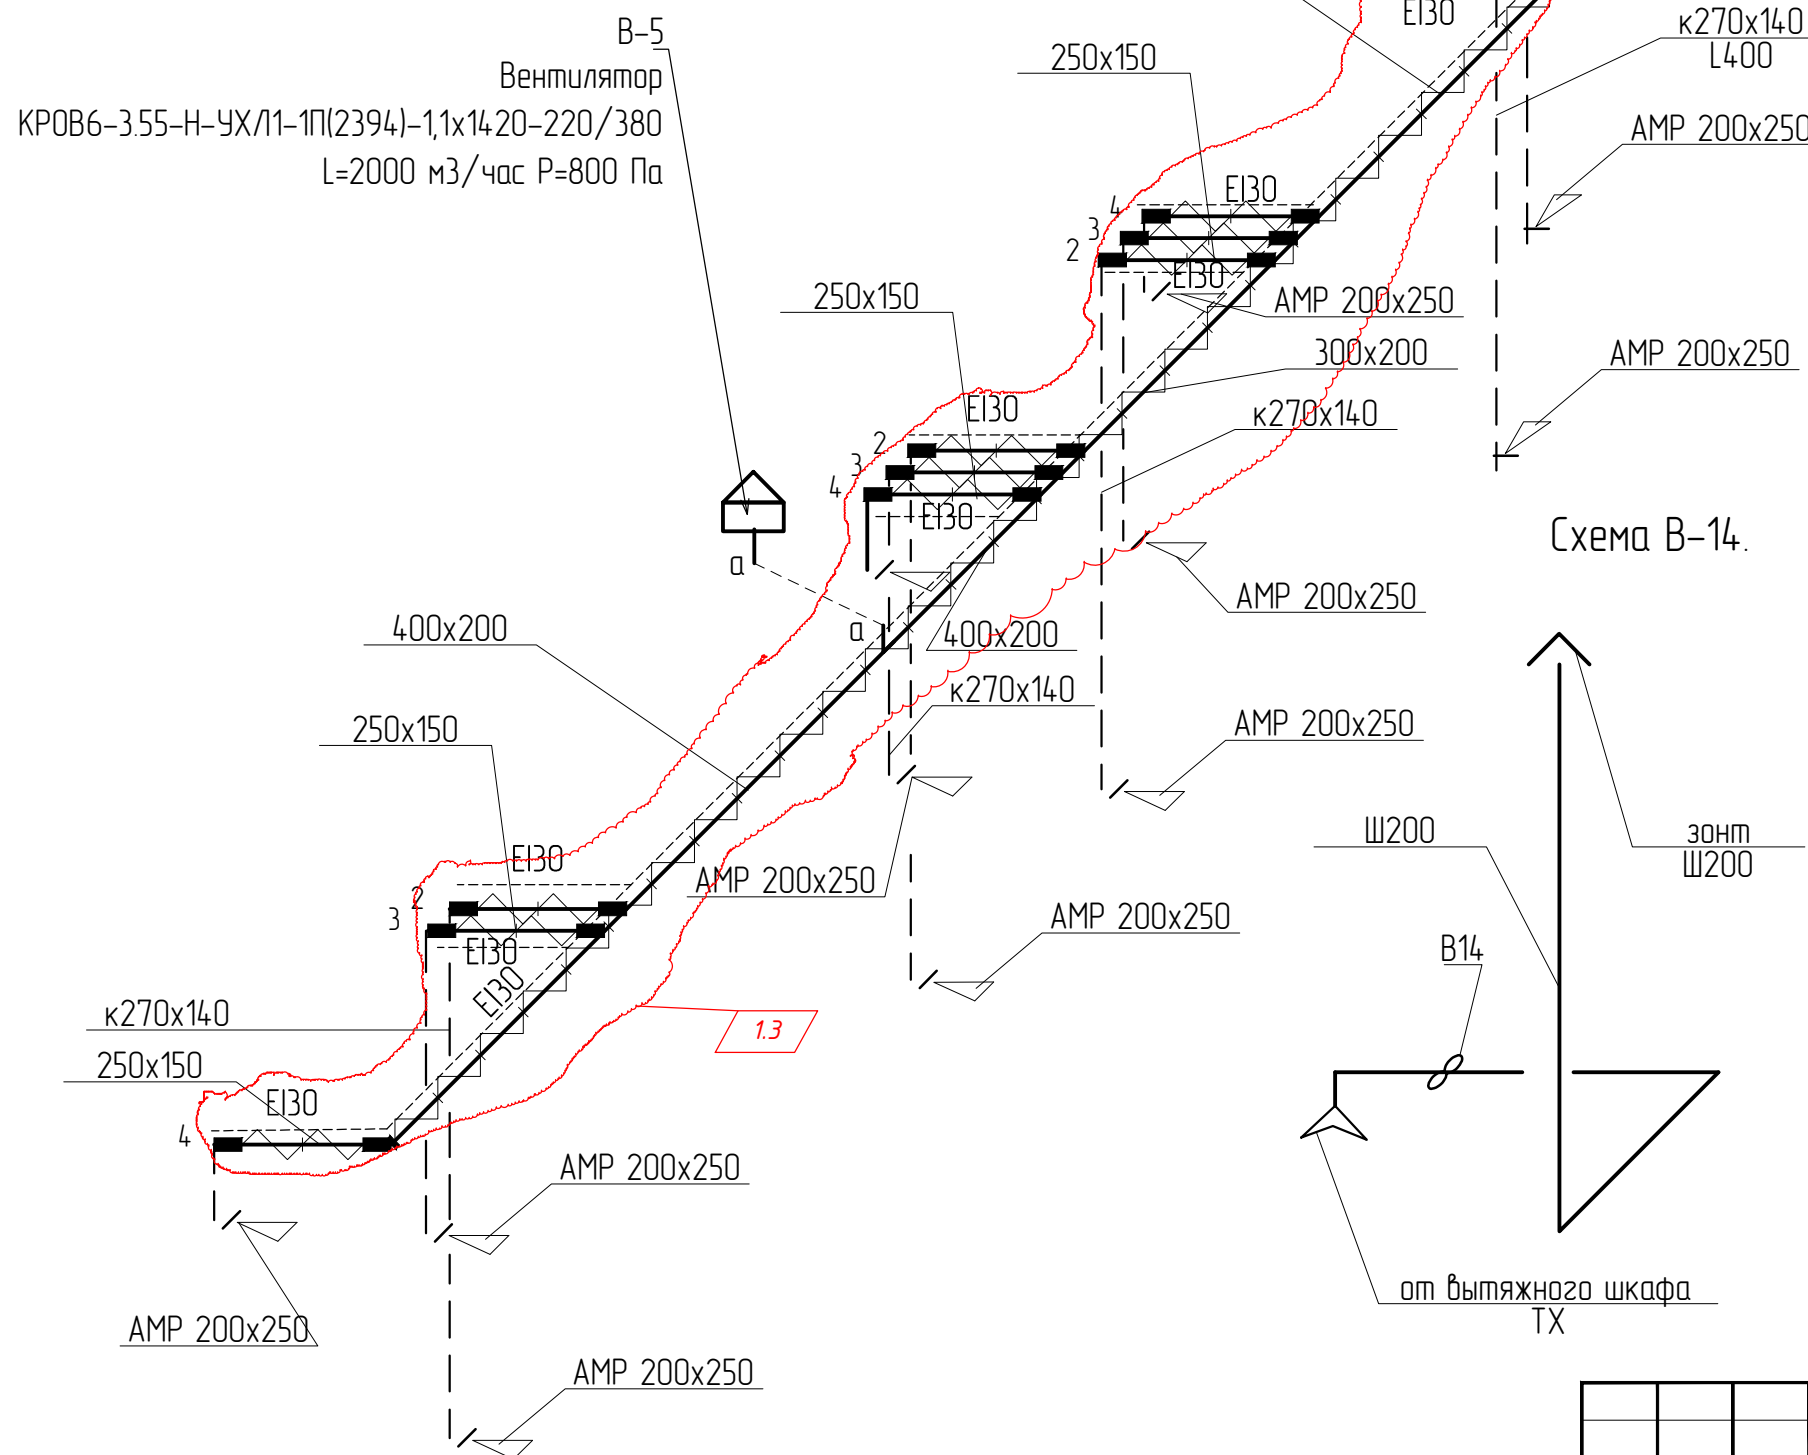 В-5
Вентилятор
КРОВ6-3.55-Н-УХЛ1-1П(2394)-1,1х1420-220/380
L=2000 м3/час Р=800 Па
EI30
к270х140
L400
250х150
АМР 200х250
EI30
4
3
2
EI30
АМР 200х250
250х150
300х200
АМР 200х250
EI30
к270х140
2
3
4
EI30
Схема В-14.
а
АМР 200х250
а
400х200
400х200
к270х140
АМР 200х250
250х150
Ш200
зонт
Ш200
EI30
АМР 200х250
2
3
АМР 200х250
EI30
EI30
В14
к270х140
1.3
250х150
EI30
4
АМР 200х250
от вытяжного шкафа
ТХ
АМР 200х250
АМР 200х250